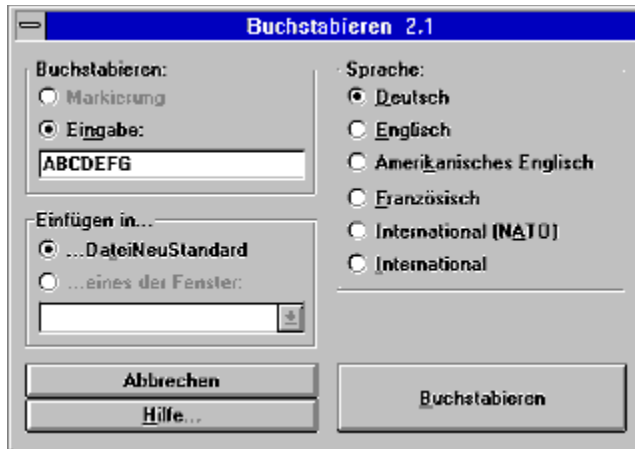 Buchstabieren 2.1
Buchstabieren:
Markierung
Eingabe:
ABCDEFG
Einfügen in...
...DateiNeuStandard
...eines der Fenster:
Abbrechen
Hilfe...
Sprache:
Deutsch
Englisch
Amerikanisches Englisch
Französisch
International (NATO)
International
Buchstabieren